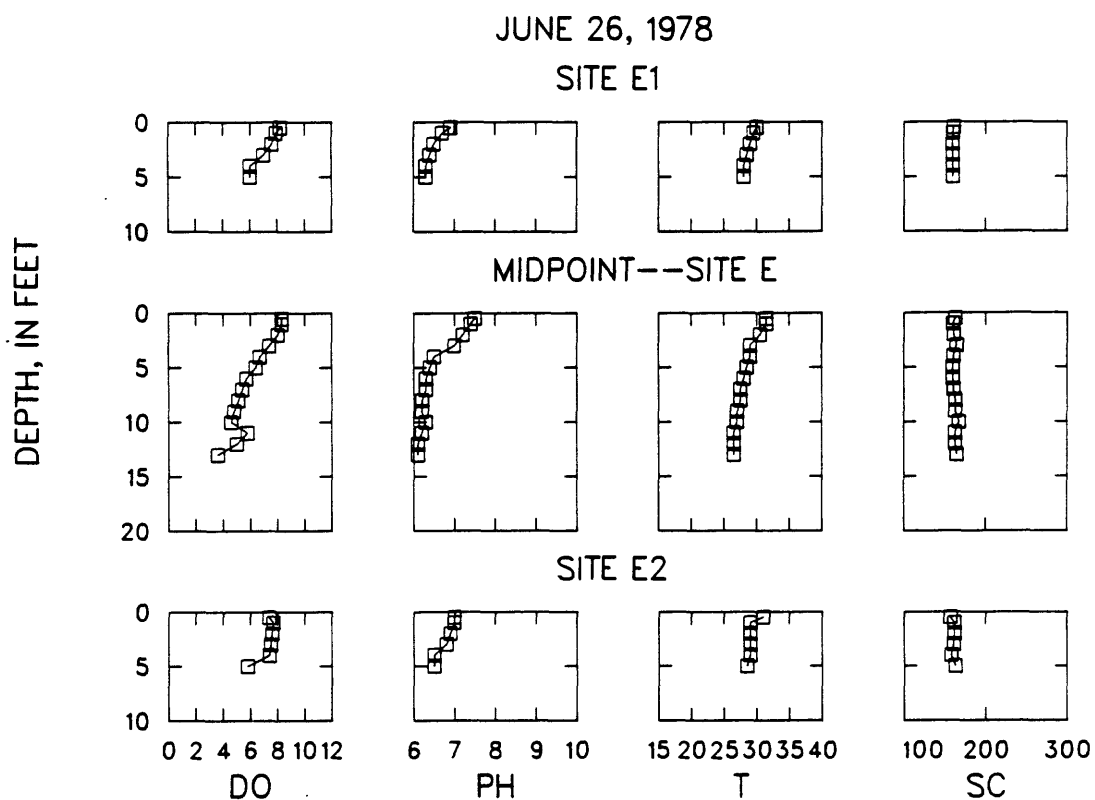 JUNE 26, 1978
SITE E1
0
5
10
MIDPOINT--SITE E
0
5
10
15
20
SITE E2
0
5
10
DEPTH, IN FEET
0 2 4 6 8 10 12
6 7 8 9 10
15 20 25 30 35 40
100 200 300
DO PH T SC